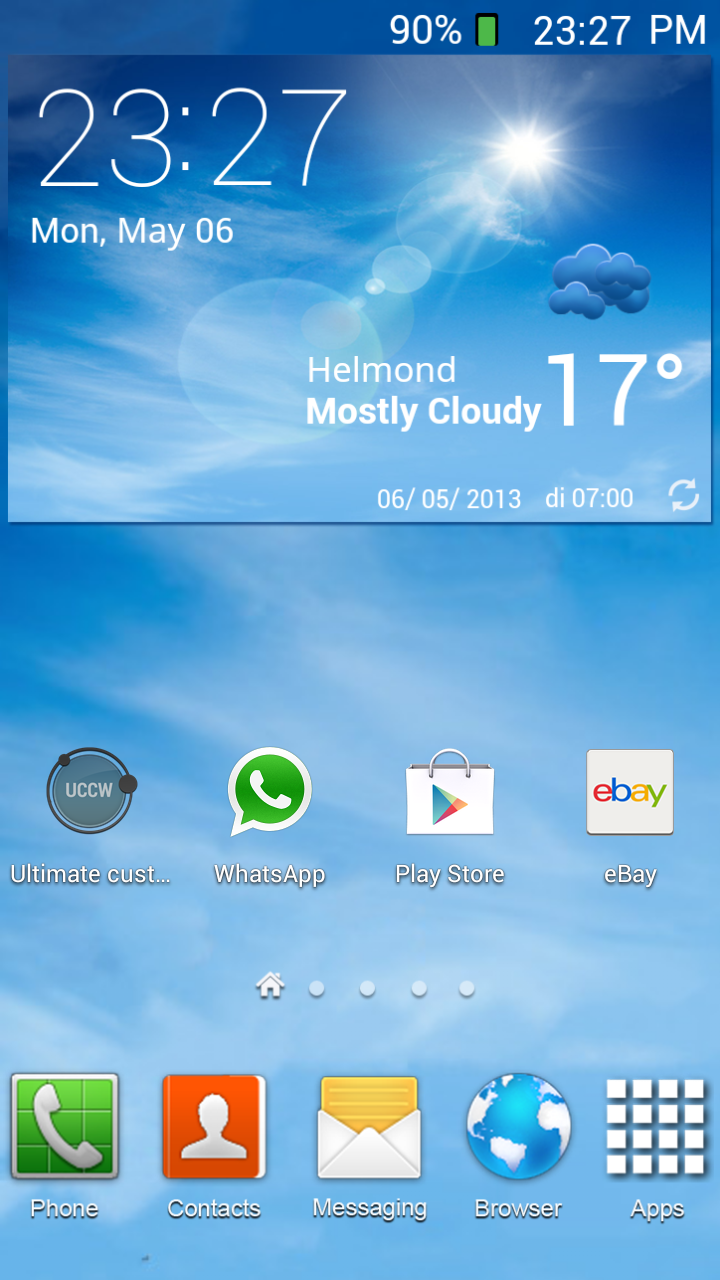 90% 23:27 PM
23:27
Mon, May 06
Helmond
Mostly Cloudy 17°
06/ 05/ 2013 di 07:00
UCCW
ebay
Ultimate cust... WhatsApp Play Store eBay
Phone Contacts Messaging Browser Apps